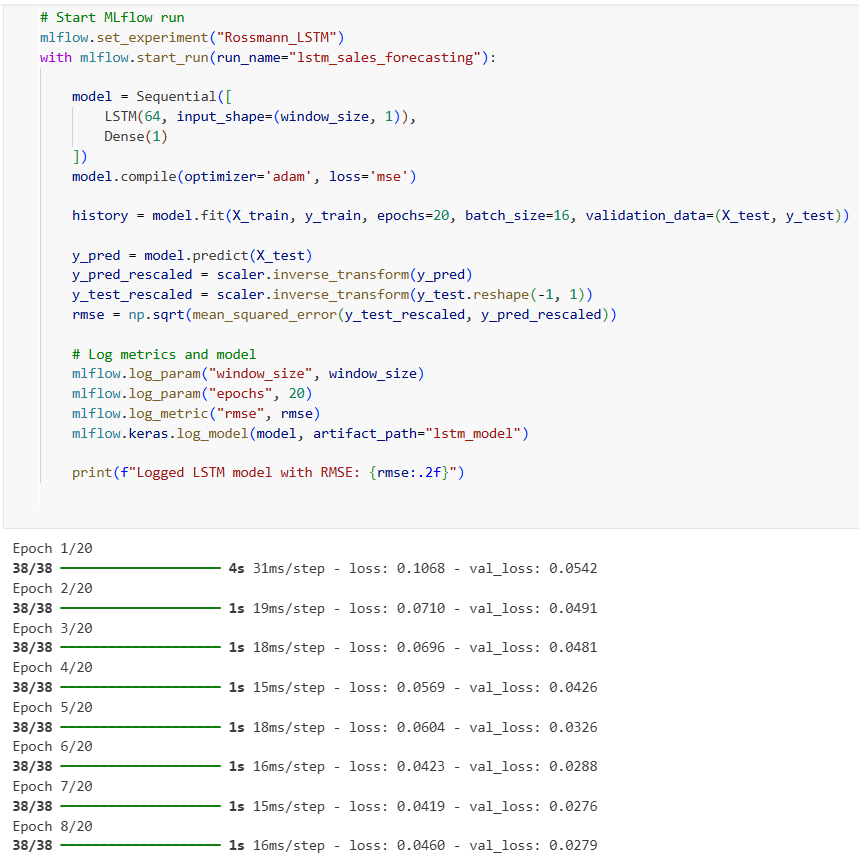 # Start MLflow run
mlflow.set_experiment("Rossmann_LSTM")
with mlflow.start_run(run_name="lstm_sales_forecasting"):
model = Sequential([
LSTM(64, input_shape=(window_size, 1)),
Dense(1)
])
model.compile(optimizer='adam', loss='mse')
history = model.fit(X_train, y_train, epochs=20, batch_size=16, validation_data=(X_test, y_test))
y_pred = model.predict(X_test)
y_pred_rescaled = scaler.inverse_transform(y_pred)
y_test_rescaled = scaler.inverse_transform(y_test.reshape(-1, 1))
rmse = np.sqrt(mean_squared_error(y_test_rescaled, y_pred_rescaled))
# Log metrics and model
mlflow.log_param("window_size", window_size)
mlflow.log_param("epochs", 20)
mlflow.log_metric("rmse", rmse)
mlflow.keras.log_model(model, artifact_path="lstm_model")
print(f"Logged LSTM model with RMSE: {rmse:.2f}")
Epoch 1/20
38/38 4s 31ms/step - loss: 0.1068 - val_loss: 0.0542
Epoch 2/20
38/38 1s 19ms/step - loss: 0.0710 - val_loss: 0.0491
Epoch 3/20
38/38 1s 18ms/step - loss: 0.0696 - val_loss: 0.0481
Epoch 4/20
38/38 1s 15ms/step - loss: 0.0569 - val_loss: 0.0426
Epoch 5/20
38/38 1s 18ms/step - loss: 0.0604 - val_loss: 0.0326
Epoch 6/20
38/38 1s 16ms/step - loss: 0.0423 - val_loss: 0.0288
Epoch 7/20
38/38 1s 15ms/step - loss: 0.0419 - val_loss: 0.0276
Epoch 8/20
38/38 1s 16ms/step - loss: 0.0460 - val_loss: 0.0279